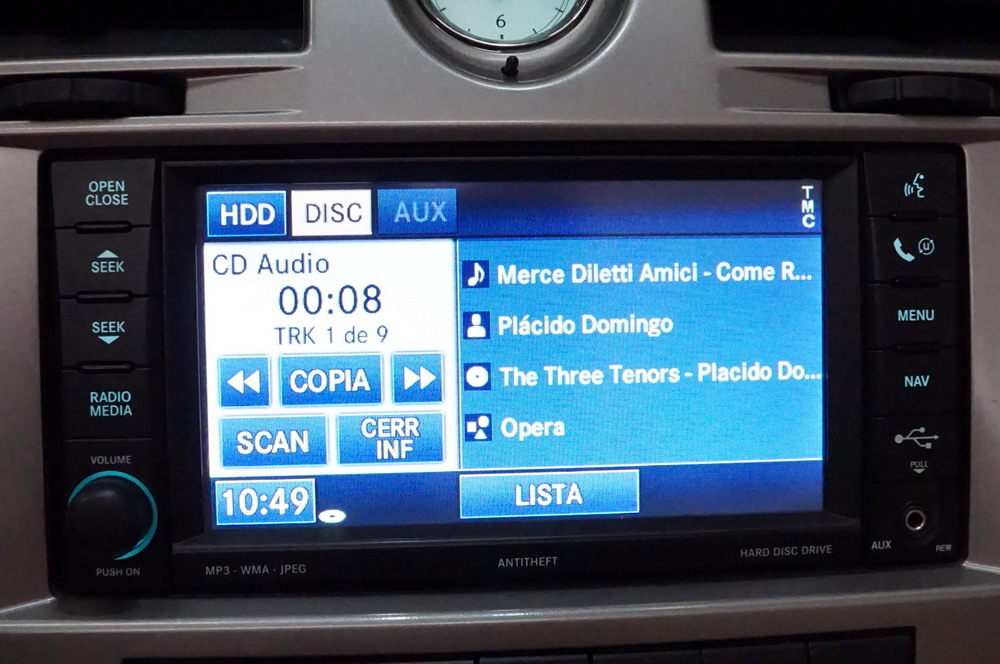 6
OPEN
CLOSE
SEEK
SEEK
RADIO
MEDIA
VOLUME
PUSH ON
HDD
DISC
AUX
TMC
CD Audio
00:08
TRK 1 de 9
COPIA
SCAN
CERR
INF
10:49
Merce Diletti Amici - Come R...
Plácido Domingo
The Three Tenors - Placido Do...
Opera
LISTA
MP3 · WMA · JPEG
ANTITHEFT
HARD DISC DRIVE
MENU
NAV
PULL
AUX
REW